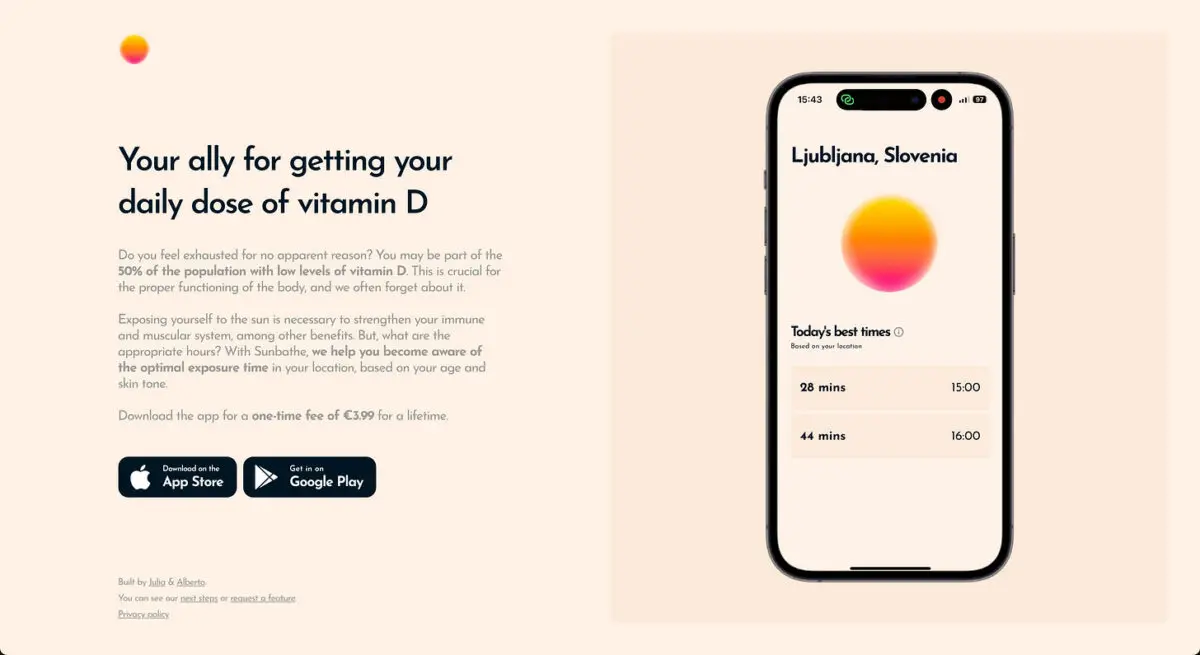 Your ally for getting your
daily dose of vitamin D
Do you feel exhausted for no apparent reason? You may be part of the
50% of the population with low levels of vitamin D. This is crucial for
the proper functioning of the body, and we often forget about it.
Exposing yourself to the sun is necessary to strengthen your immune
and muscular system, among other benefits. But, what are the
appropriate hours? With Sunbathe, we help you become aware of
the optimal exposure time in your location, based on your age and
skin tone.
Download the app for a one-time fee of €3.99 for a lifetime.
Download on the
App Store
Get in on
Google Play
Built by Julia & Alberto
You can see our next steps or request a feature
Privacy policy
15:43
97
Ljubljana, Slovenia
Today's best times
Based on your location
28 mins 15:00
44 mins 16:00